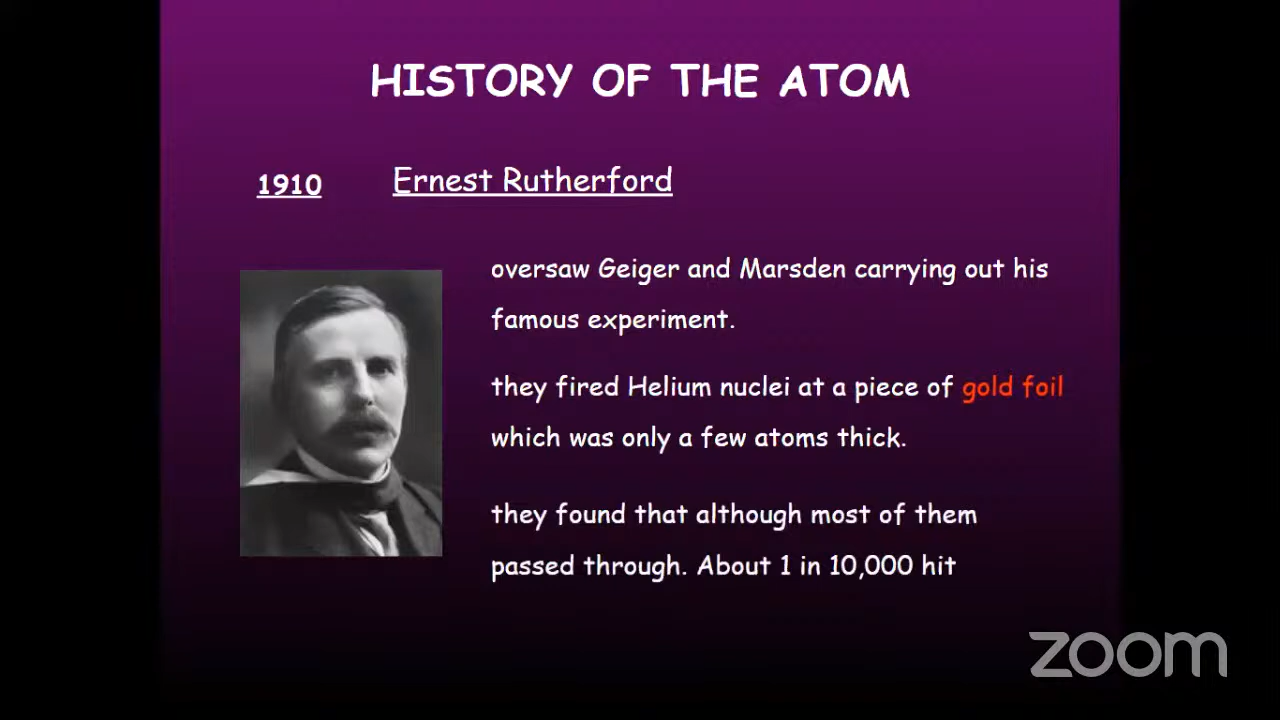 HISTORY OF THE ATOM
1910 Ernest Rutherford
oversaw Geiger and Marsden carrying out his
famous experiment.
they fired Helium nuclei at a piece of gold foil
which was only a few atoms thick.
they found that although most of them
passed through. About 1 in 10,000 hit
zoom